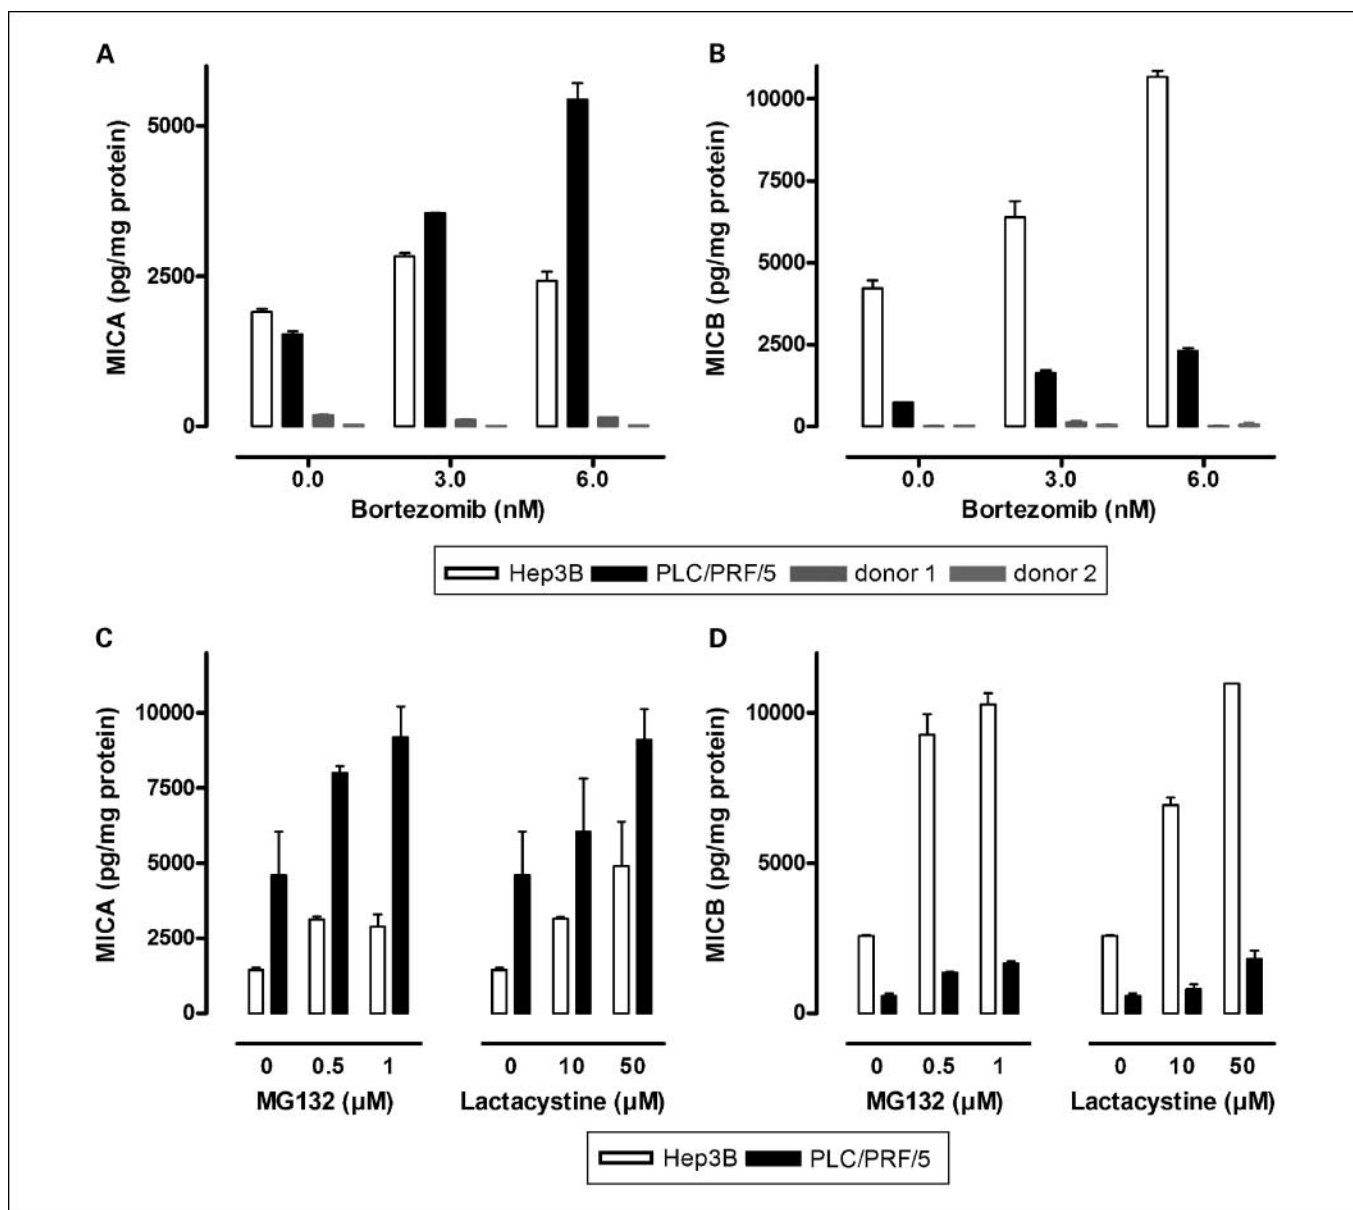 A
MICA (pg/mg protein)
5000
2500
0
0.0 3.0 6.0
Bortezomib (nM)
B
MICB (pg/mg protein)
10000
7500
5000
2500
0
0.0 3.0 6.0
Bortezomib (nM)
Hep3B PLC/PRF/5 donor 1 donor 2
C
MICA (pg/mg protein)
10000
7500
5000
2500
0
0 0.5 1 0 10 50
MG132 (µM) Lactacystine (µM)
D
MICB (pg/mg protein)
10000
5000
0
0 0.5 1 0 10 50
MG132 (µM) Lactacystine (µM)
Hep3B PLC/PRF/5